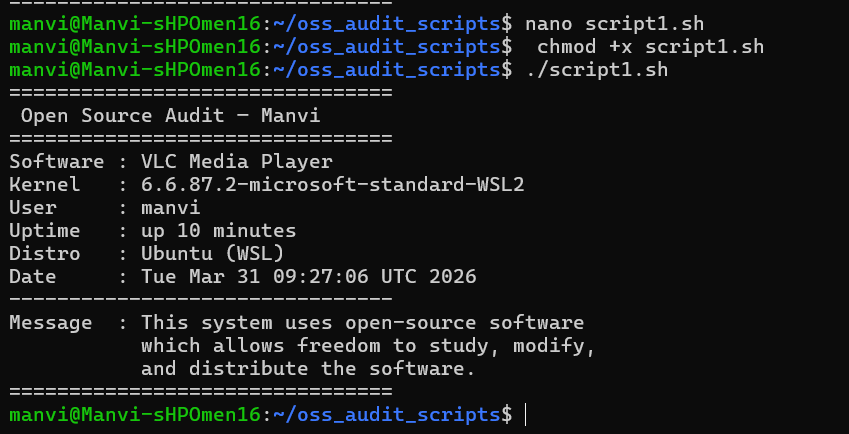 ================================
manvi@Manvi-sHPOmen16:~/oss_audit_scripts$ nano script1.sh
manvi@Manvi-sHPOmen16:~/oss_audit_scripts$  chmod +x script1.sh
manvi@Manvi-sHPOmen16:~/oss_audit_scripts$ ./script1.sh
================================
 Open Source Audit — Manvi
================================
Software : VLC Media Player
Kernel   : 6.6.87.2-microsoft-standard-WSL2
User     : manvi
Uptime   : up 10 minutes
Distro   : Ubuntu (WSL)
Date     : Tue Mar 31 09:27:06 UTC 2026
--------------------------------
Message  : This system uses open-source software
           which allows freedom to study, modify,
           and distribute the software.
================================
manvi@Manvi-sHPOmen16:~/oss_audit_scripts$